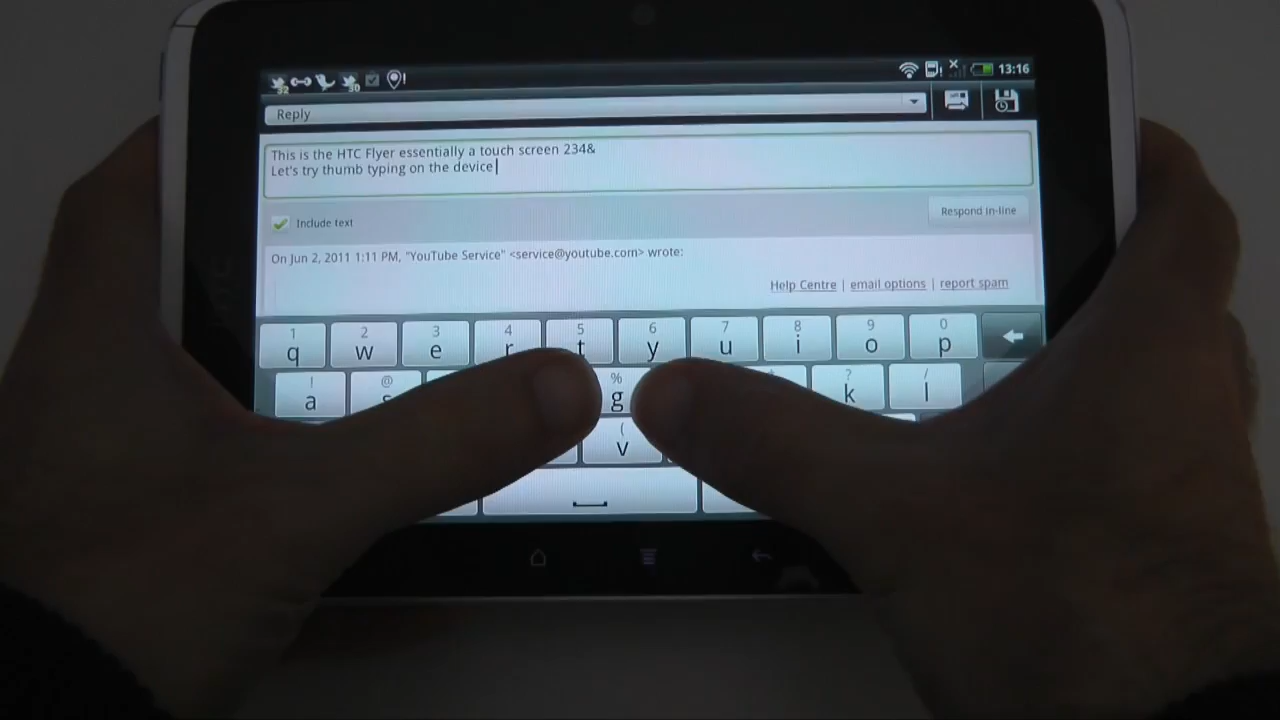 32 30 ! ! 13:16
Reply
This is the HTC Flyer essentially a touch screen 234&
Let's try thumb typing on the device
Include text
Respond in-line
On Jun 2, 2011 1:11 PM, "YouTube Service" <service@youtube.com> wrote:
Help Centre | email options | report spam
1 2 3 4 5 6 7 8 9 0
q w e r t y u i o p
! @ % ? /
a s g k l
(
v